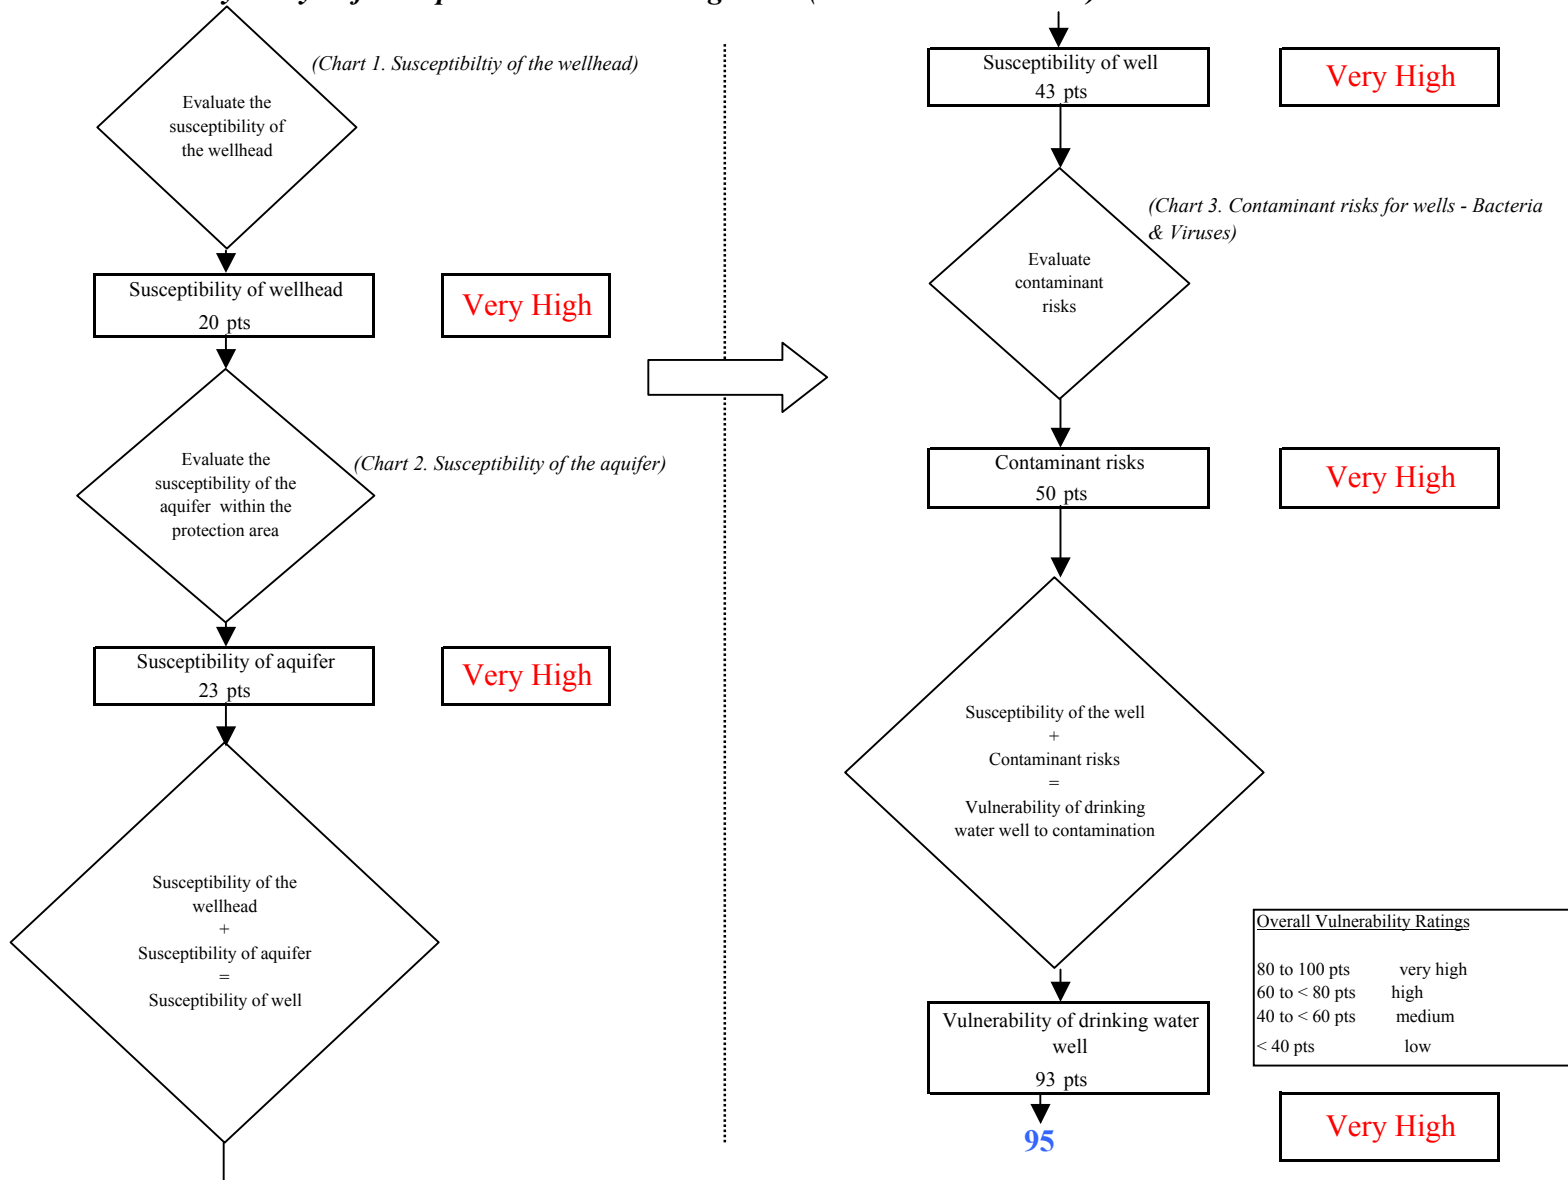 (Chart 1. Susceptibiltiy of the wellhead)
Evaluate the
susceptibility of
the wellhead
Susceptibility of wellhead
20 pts
Very High
Evaluate the
susceptibility of the
aquifer within the
protection area
(Chart 2. Susceptibility of the aquifer)
Susceptibility of aquifer
23 pts
Very High
Susceptibility of the
wellhead
+
Susceptibility of aquifer
=
Susceptibility of well
Susceptibility of well
43 pts
Very High
(Chart 3. Contaminant risks for wells - Bacteria
& Viruses)
Evaluate
contaminant
risks
Contaminant risks
50 pts
Very High
Susceptibility of the well
+
Contaminant risks
=
Vulnerability of drinking
water well to contamination
Overall Vulnerability Ratings
80 to 100 pts very high
60 to < 80 pts high
40 to < 60 pts medium
< 40 pts low
Vulnerability of drinking water
well
93 pts
95
Very High